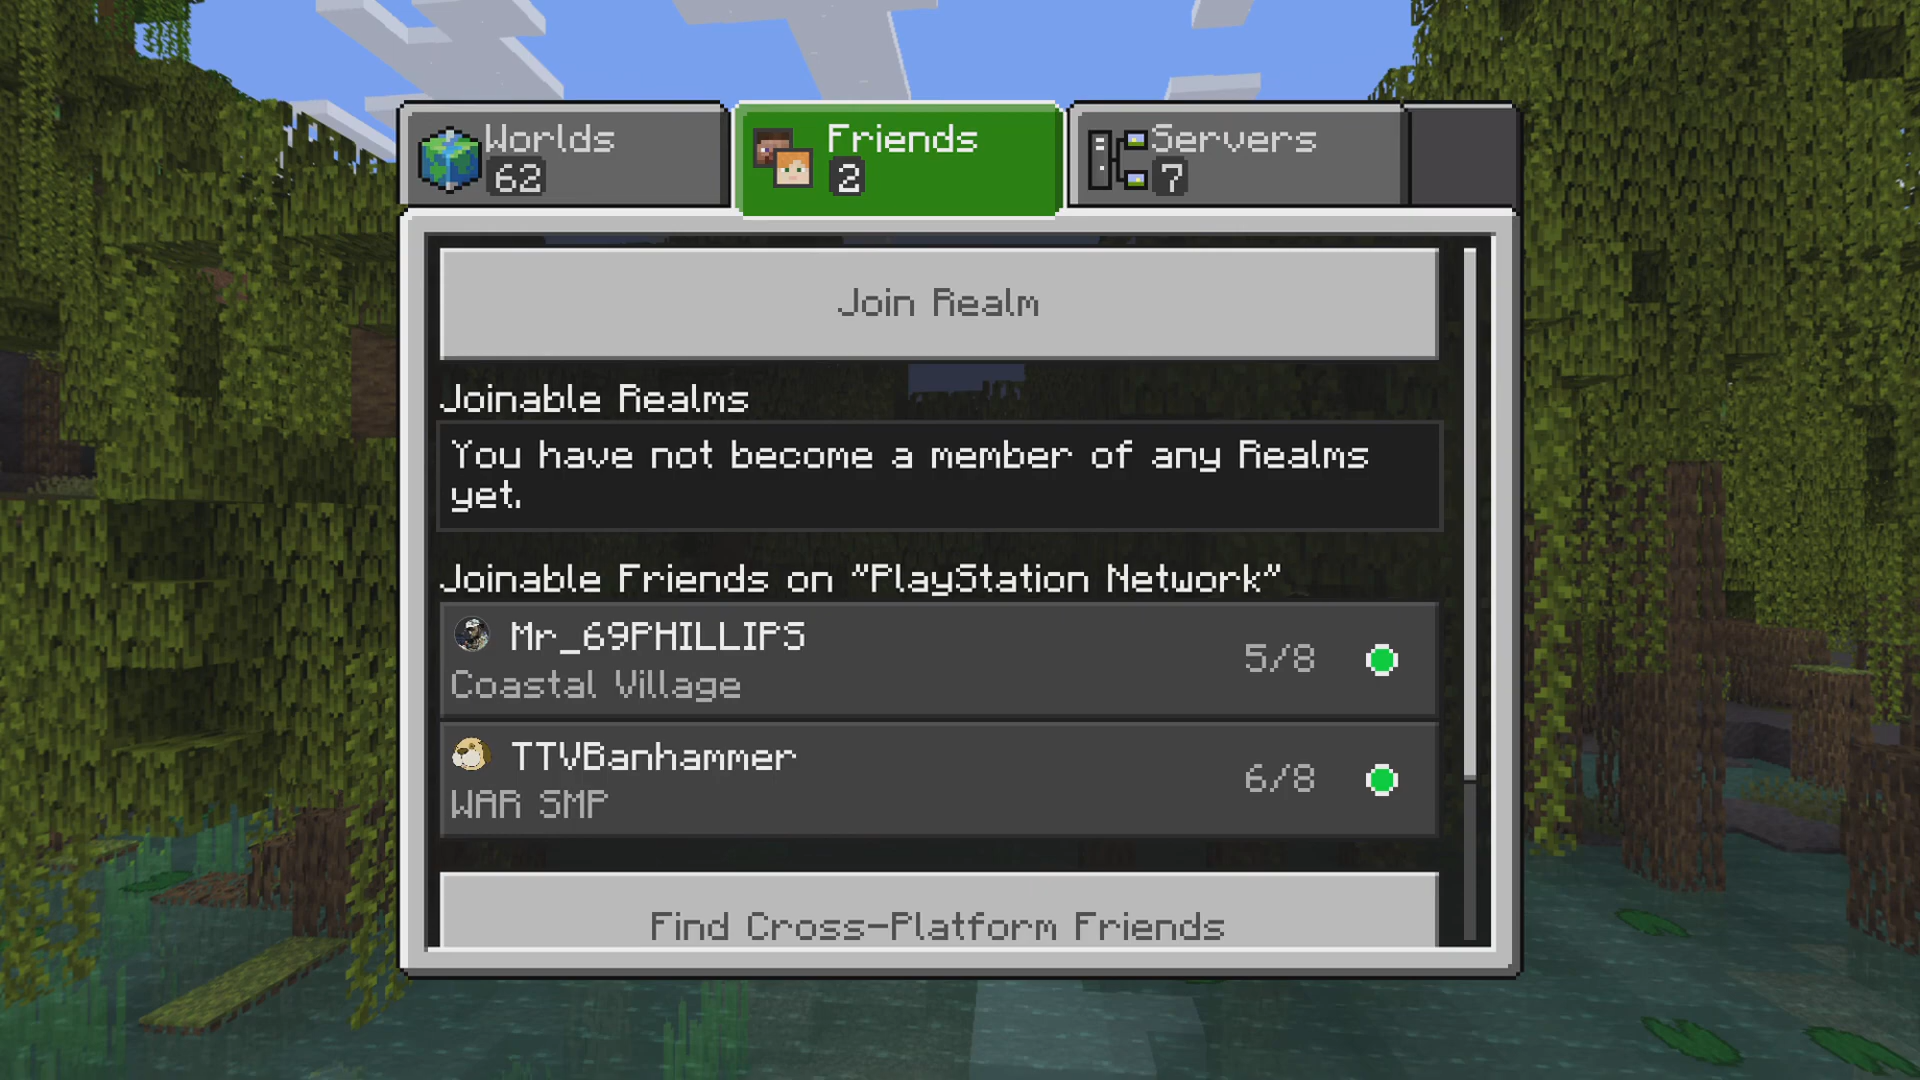 Worlds
62
Friends
2
Servers
7
Join Realm
Joinable Realms
You have not become a member of any Realms
yet.
Joinable Friends on "PlayStation Network"
Mr_69PHILLIPS
Coastal Village
5/8
TTVBanhammer
WAR SMP
6/8
Find Cross-Platform Friends